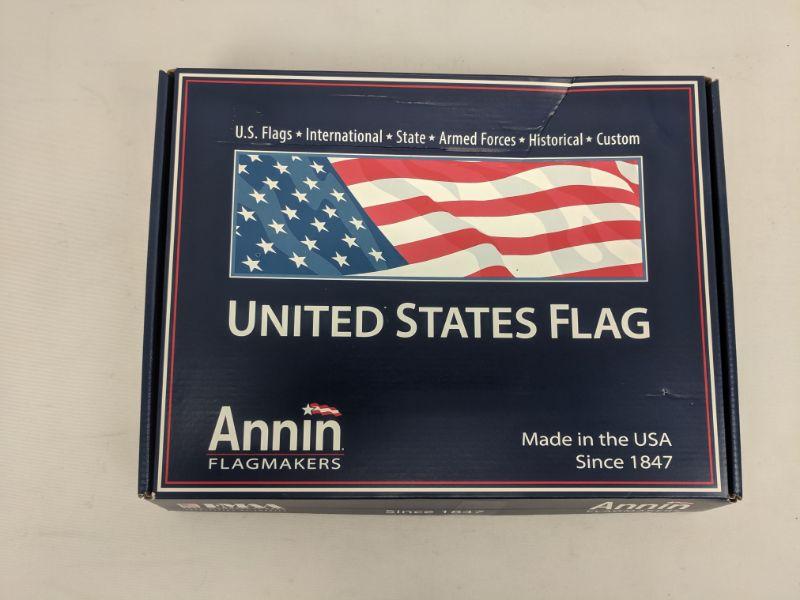 U.S. Flags ★ International ★ State ★ Armed Forces ★ Historical ★ Custom
UNITED STATES FLAG
Annin
FLAGMAKERS
Made in the USA
Since 1847
Since 1847
Annin
FLAGMAKERS